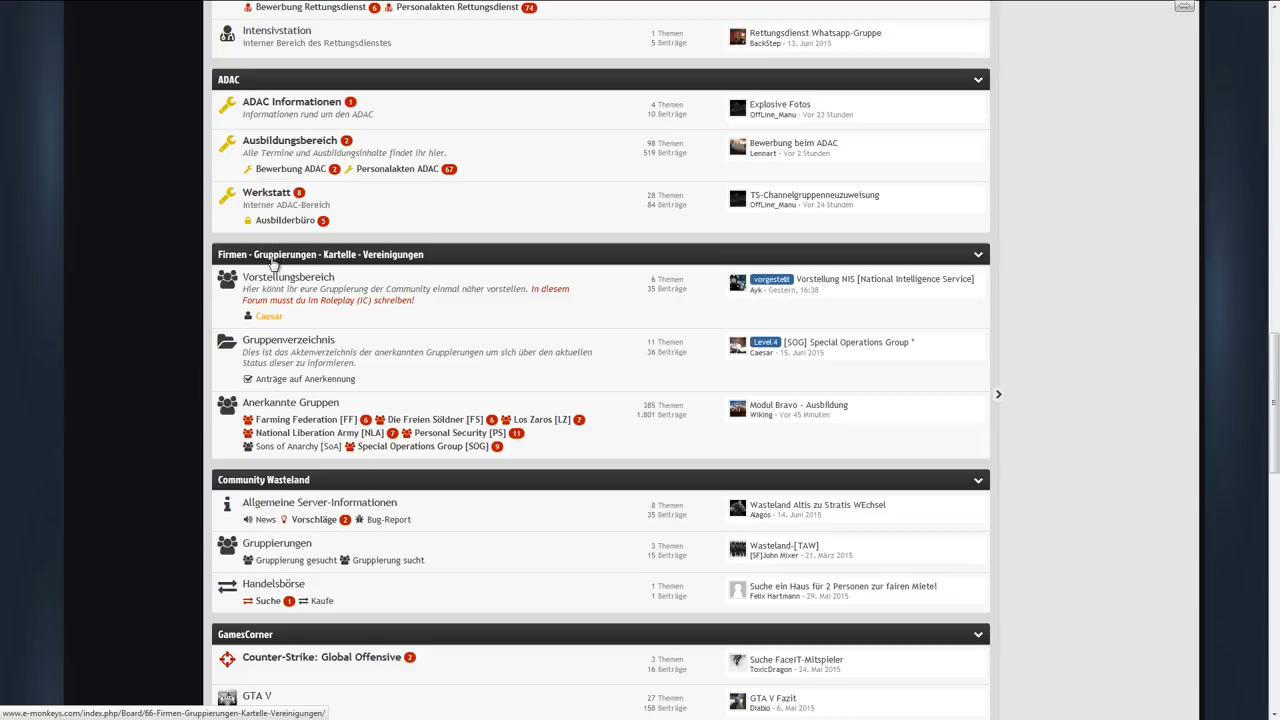 Bewerbung Rettungsdienst 6 Personalakten Rettungsdienst 74
Intensivstation
Interner Bereich des Rettungsdienstes
1 Themen
5 Beiträge
Rettungsdienst Whatsapp-Gruppe
BackStep - 13. Juni 2015
ADAC
ADAC Informationen 1
Informationen rund um den ADAC
4 Themen
10 Beiträge
Explosive Fotos
OffLine_Manu - Vor 23 Stunden
Ausbildungsbereich 2
Alle Termine und Ausbildungsinhalte findet ihr hier.
Bewerbung ADAC 2 Personalakten ADAC 67
98 Themen
519 Beiträge
Bewerbung beim ADAC
Lennart - Vor 2 Stunden
Werkstatt 8
Interner ADAC-Bereich
Ausbilderbüro 5
28 Themen
84 Beiträge
TS-Channelgruppenneuzuweisung
OffLine_Manu - Vor 24 Stunden
Firmen - Gruppierungen - Kartelle - Vereinigungen
Vorstellungsbereich
Hier könnt ihr eure Gruppierung der Community einmal näher vorstellen. In diesem
Forum musst du im Roleplay (IC) schreiben!
Caesar
6 Themen
35 Beiträge
vorgestellt Vorstellung NIS [National Intelligence Service]
Ayk - Gestern, 16:38
Gruppenverzeichnis
Dies ist das Aktenverzeichnis der anerkannten Gruppierungen um sich über den aktuellen
Status dieser zu informieren.
Anträge auf Anerkennung
11 Themen
36 Beiträge
Level 4 [SOG] Special Operations Group *
Caesar - 15. Juni 2015
Anerkannte Gruppen
Farming Federation [FF] 6 Die Freien Söldner [FS] 6 Los Zaros [LZ] 7
National Liberation Army [NLA] 7 Personal Security [PS] 11
Sons of Anarchy [SoA] Special Operations Group [SOG] 9
385 Themen
1.801 Beiträge
Modul Bravo - Ausbildung
Wiking - Vor 45 Minuten
Community Wasteland
Allgemeine Server-Informationen
News Vorschläge 2 Bug-Report
8 Themen
35 Beiträge
Wasteland Altis zu Stratis WEchsel
Alagos - 14. Juni 2015
Gruppierungen
Gruppierung gesucht Gruppierung sucht
3 Themen
15 Beiträge
Wasteland-[TAW]
[SF]John Mixer - 21. März 2015
Handelsbörse
Suche 1 Kaufe
1 Themen
1 Beiträge
Suche ein Haus für 2 Personen zur fairen Miete!
Felix Hartmann - 29. Mai 2015
GamesCorner
Counter-Strike: Global Offensive 2
3 Themen
16 Beiträge
Suche FaceIT-Mitspieler
ToxicDragon - 24. Mai 2015
GTA V
27 Themen
158 Beiträge
GTA V Fazit
Diablo - 6. Mai 2015
www.e-monkeys.com/index.php/Board/66-Firmen-Gruppierungen-Kartelle-Vereinigungen/